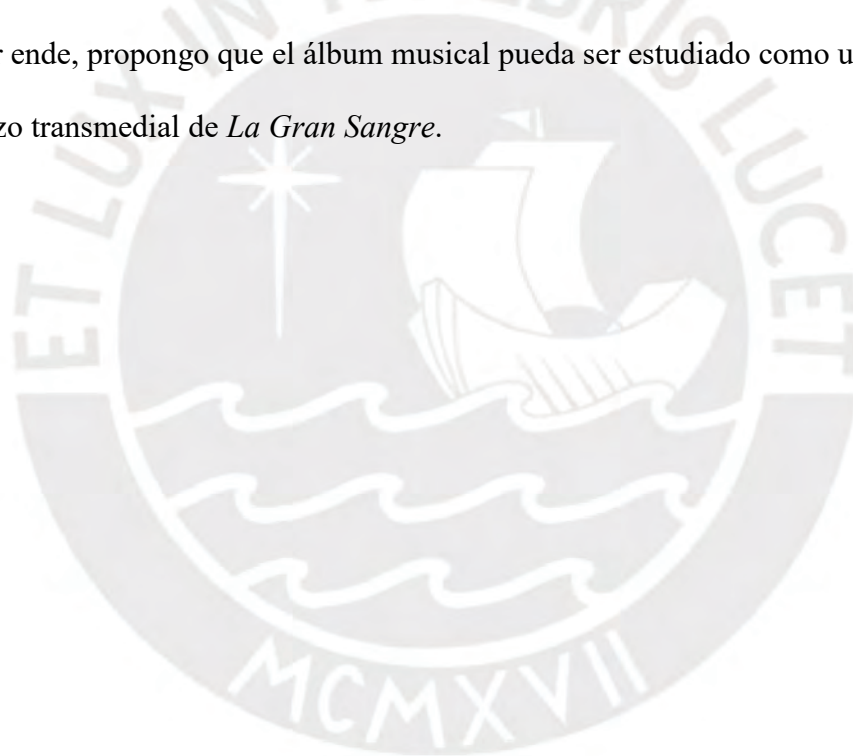 r ende, propongo que el álbum musical pueda ser estudiado como u
zo transmedial de La Gran Sangre.
ET LUX IN TENEBRIS LUCET
MCMXVII